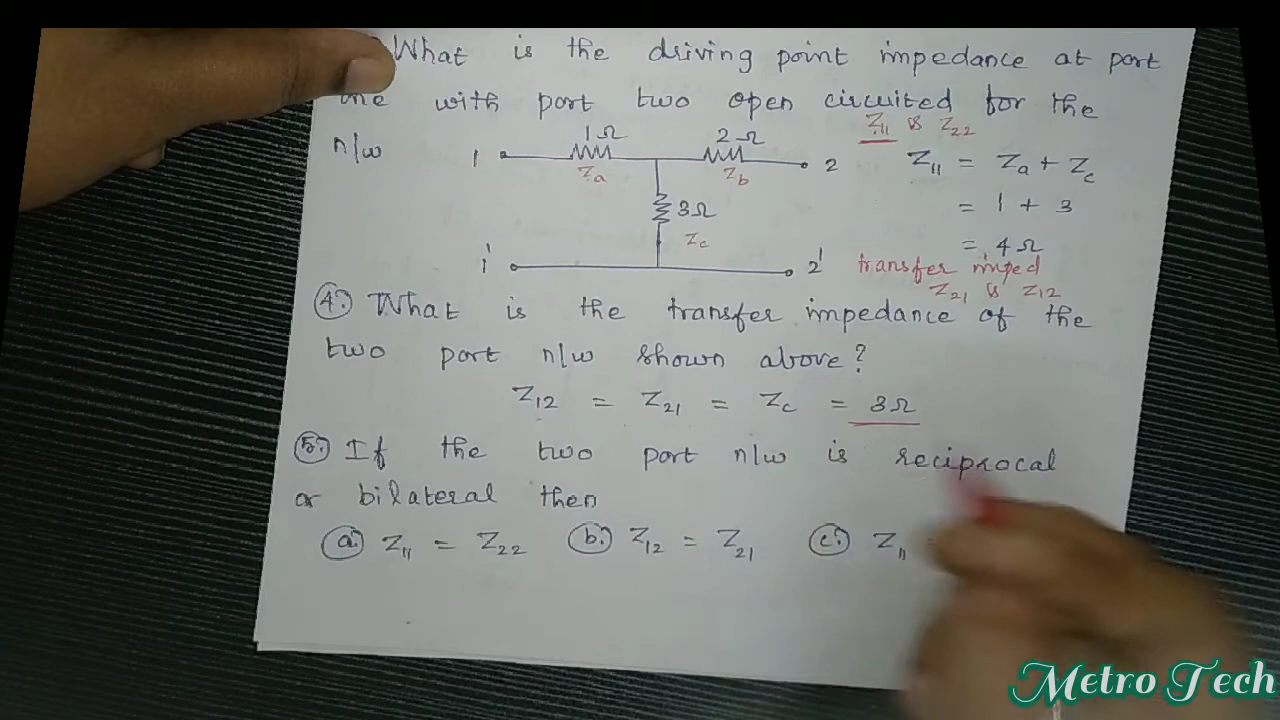 What is the driving point impedance at port
one with port two open circuited for the
n/w
1Ω
2Ω
Z11 or Z22
1
2
Za
Zb
Z11 = Za + Zc
3Ω
= 1 + 3
Zc
= 4Ω
1'
2'
transfer imped
Z21 or Z12
4. What is the transfer impedance of the
two port n/w shown above?
Z12 = Z21 = Zc = 3Ω
5. If the two port n/w is reciprocal
or bilateral then
a. Z11 = Z22 b. Z12 = Z21 c. Z11
Metro Tech